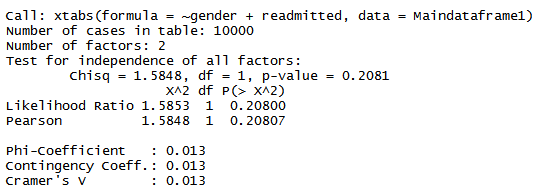 Call: xtabs(formula = ~gender + readmitted, data = Maindataframe1)
Number of cases in table: 10000
Number of factors: 2
Test for independence of all factors:
Chisq = 1.5848, df = 1, p-value = 0.2081
X^2 df P(> X^2)
Likelihood Ratio 1.5853 1 0.20800
Pearson 1.5848 1 0.20807
Phi-Coefficient : 0.013
Contingency Coeff.: 0.013
Cramer's V : 0.013